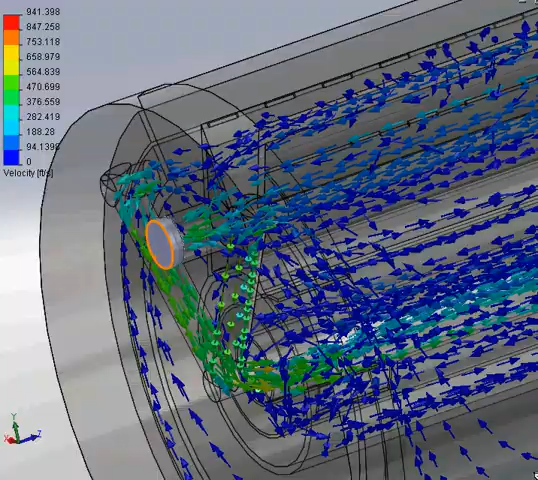 941.398
847.258
753.118
658.979
564.839
470.699
376.559
282.419
188.28
94.1398
0
Velocity [ft/s]
Y
X
Z